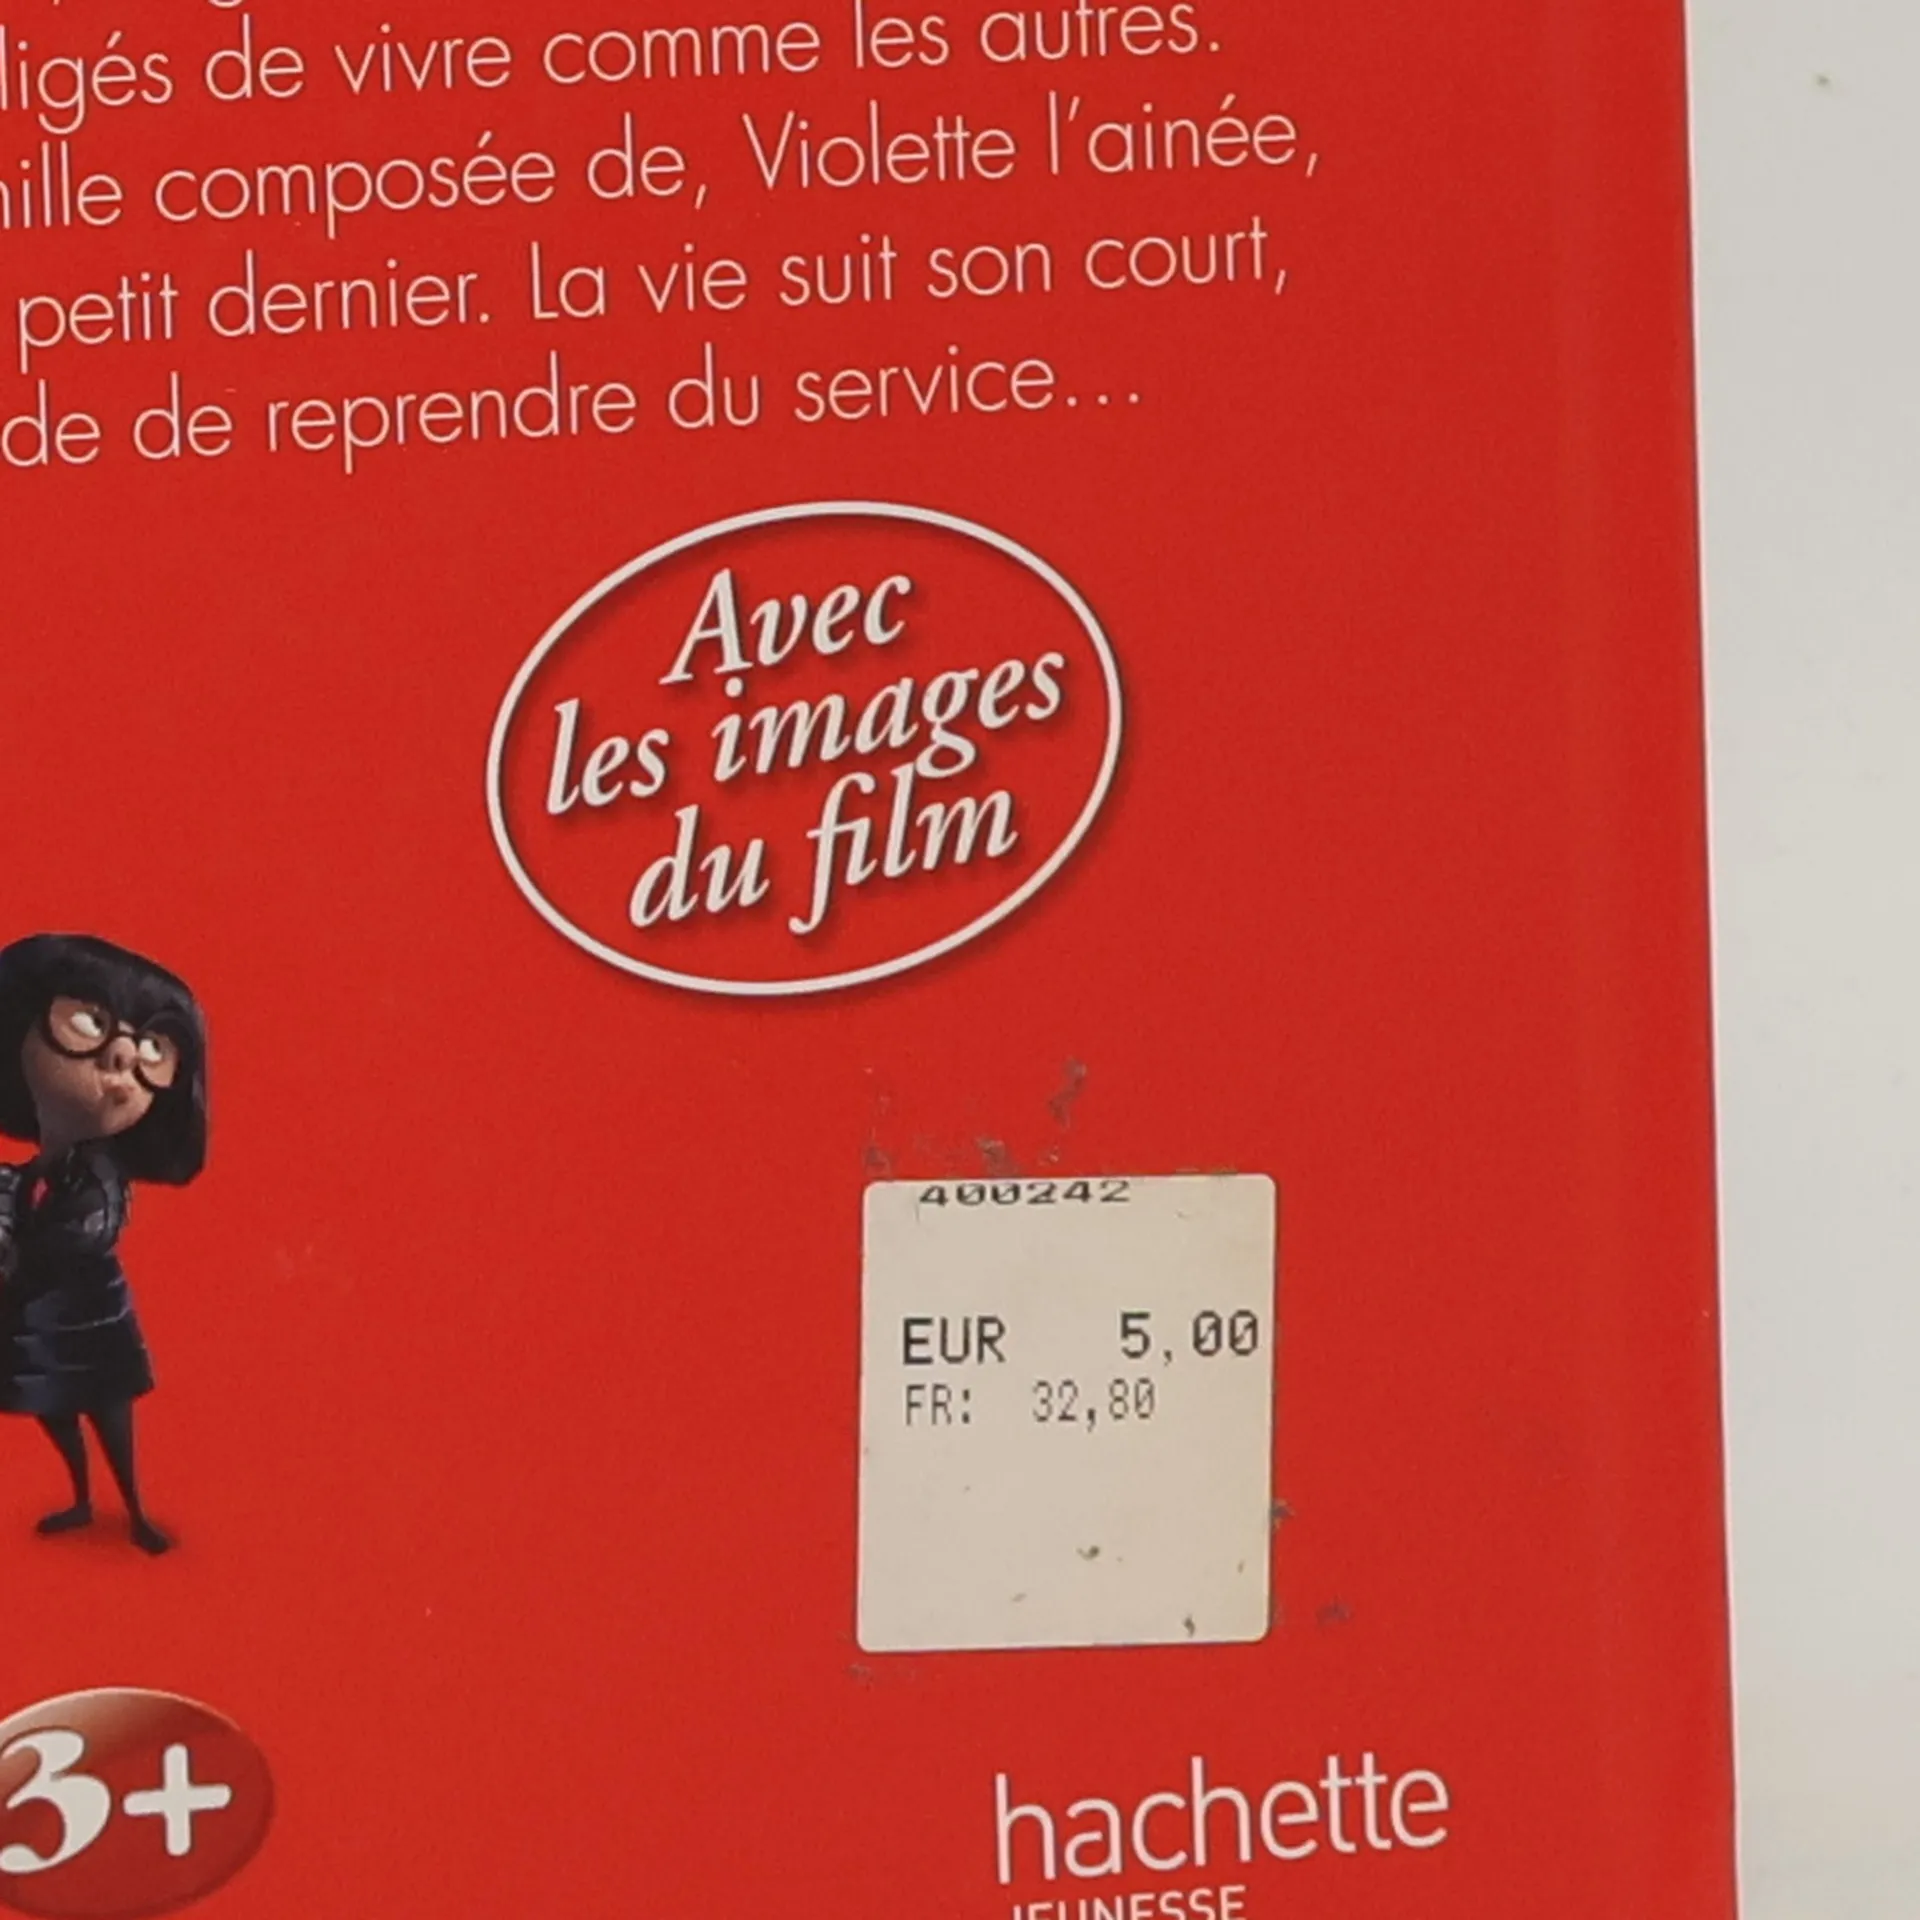 ligés de vivre comme les autres.
composée de, Violette l'ainée,
petit dernier. La vie suit son court,
de de reprendre du service...
Avec
les images
du film
400242
EUR 5,00
FR: 32,80
3+
hachette
JEUNESSE